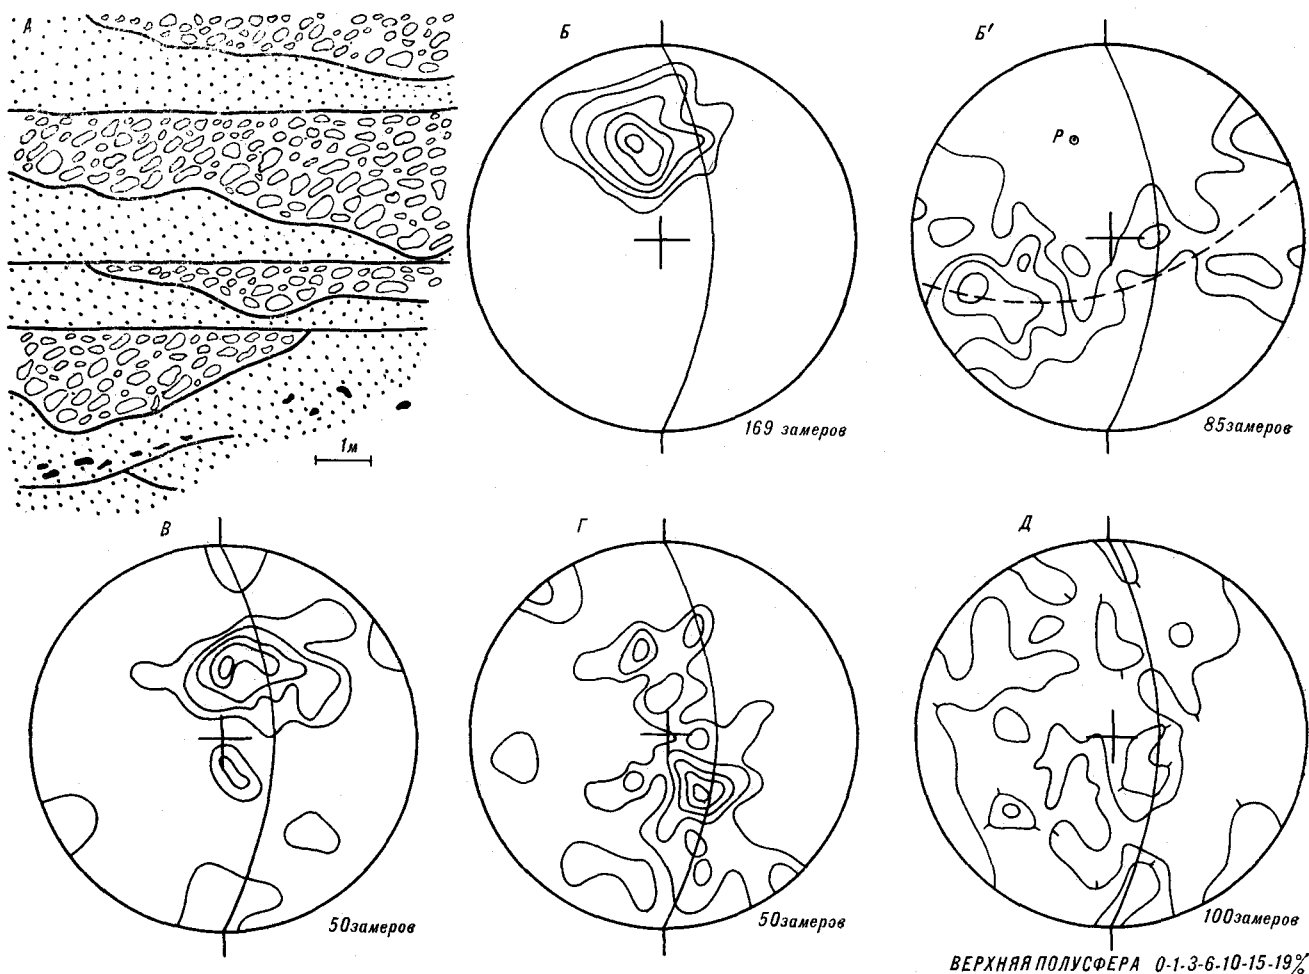 А
Б
Б'
Р
1м
169 замеров
85замеров
В
Г
Д
50замеров
50замеров
100замеров
ВЕРХНЯЯ ПОЛУСФЕРА 0-1-3-6-10-15-19%